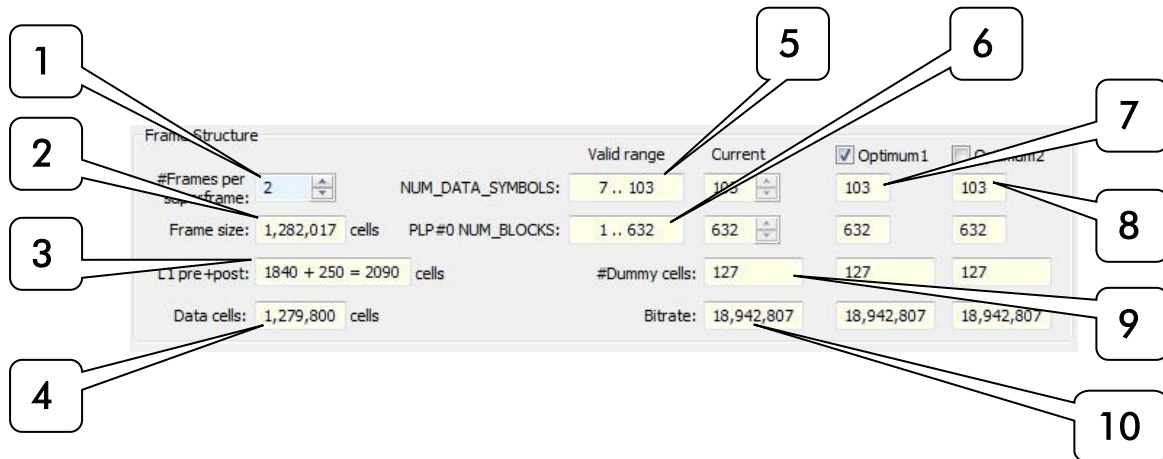 1
5
6
7
2
Frame Structure
Valid range Current Optimum1 Optimum2
#Frames per superframe: 2 NUM_DATA_SYMBOLS: 7 .. 103 103 103 103
8
Frame size: 1,282,017 cells PLP#0 NUM_BLOCKS: 1 .. 632 632 632 632
3
L1 pre+post: 1840 + 250 = 2090 cells #Dummy cells: 127 127 127
9
Data cells: 1,279,800 cells Bitrate: 18,942,807 18,942,807 18,942,807
4
10